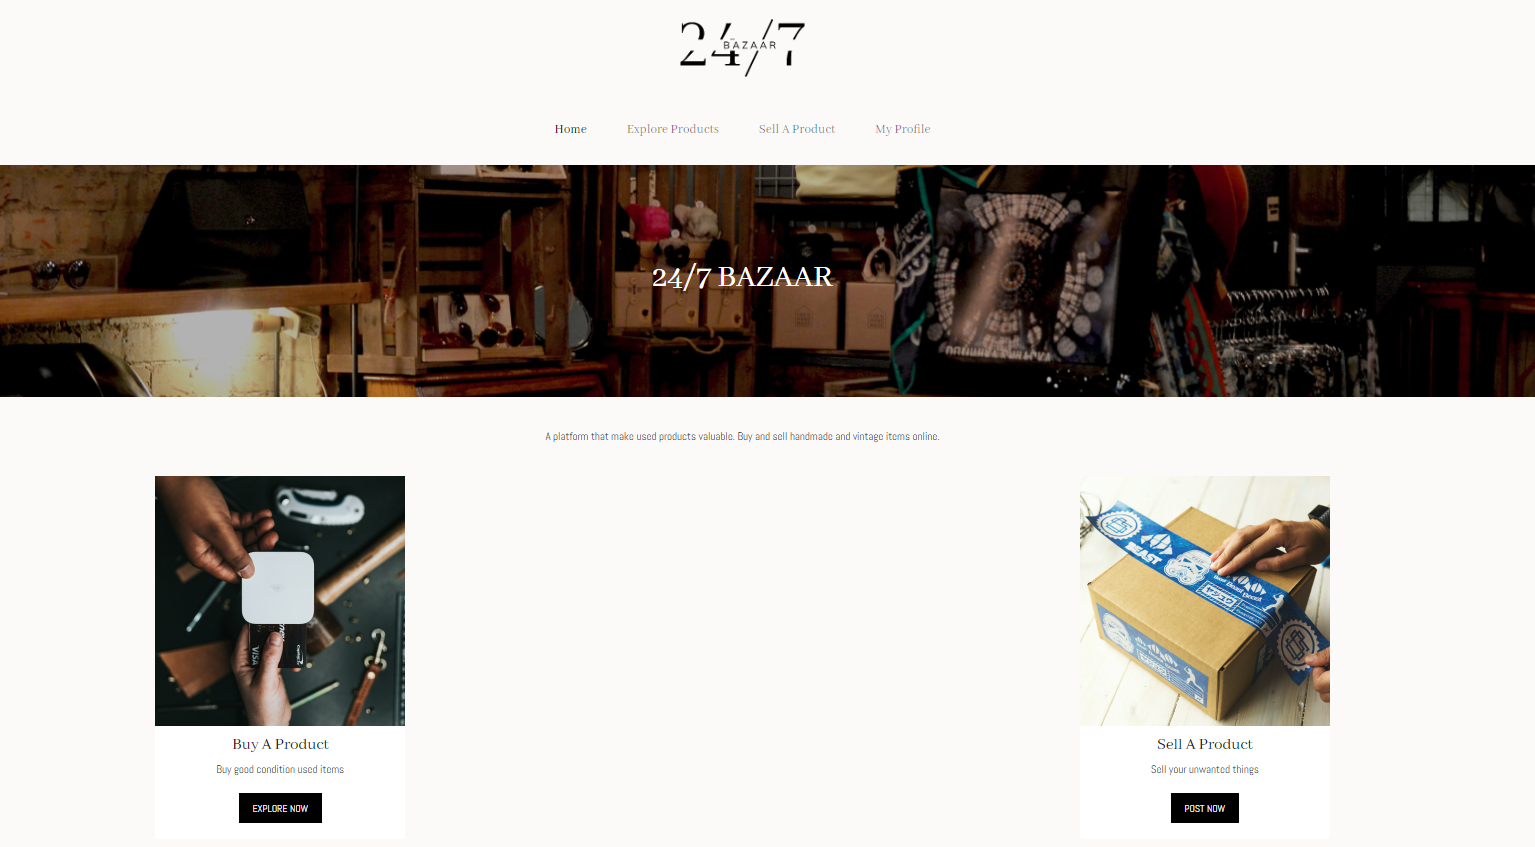 24/7
BAZAAR
Home Explore Products Sell A Product My Profile
24/7 BAZAAR
A platform that make used products valuable. Buy and sell handmade and vintage items online.
VISA
BEAST
Buy A Product
Buy good condition used items
EXPLORE NOW
Sell A Product
Sell your unwanted things
POST NOW